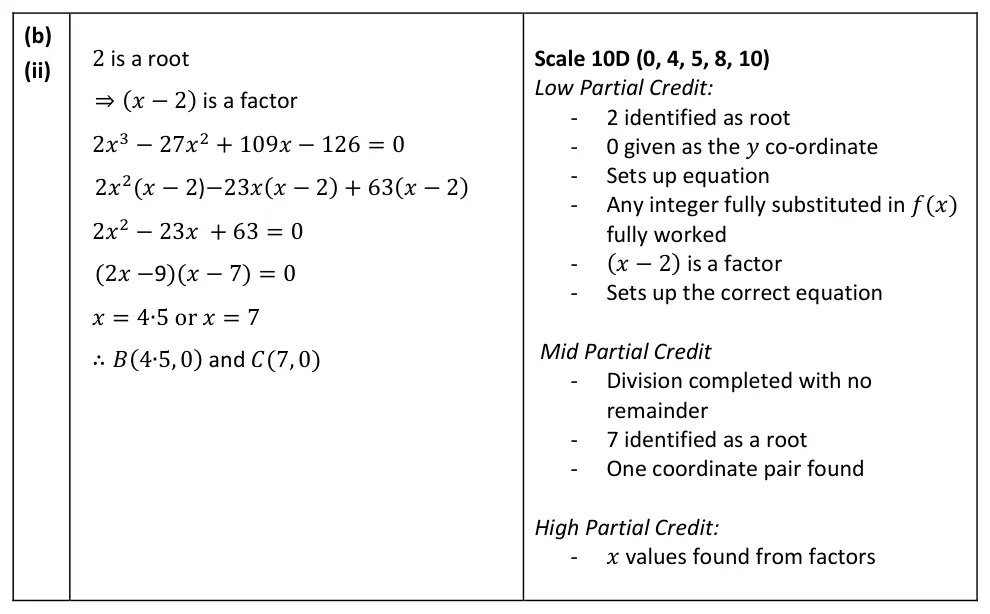 (b)
(ii)
2 is a root
⇒ (x − 2) is a factor
2x³ − 27x² + 109x − 126 = 0
2x²(x − 2)−23x(x − 2) + 63(x − 2)
2x² − 23x + 63 = 0
(2x −9)(x − 7) = 0
x = 4·5 or x = 7
∴ B(4·5, 0) and C(7, 0)
Scale 10D (0, 4, 5, 8, 10)
Low Partial Credit:
- 2 identified as root
- 0 given as the y co-ordinate
- Sets up equation
- Any integer fully substituted in f(x)
fully worked
- (x − 2) is a factor
- Sets up the correct equation
Mid Partial Credit
- Division completed with no
remainder
- 7 identified as a root
- One coordinate pair found
High Partial Credit:
- x values found from factors